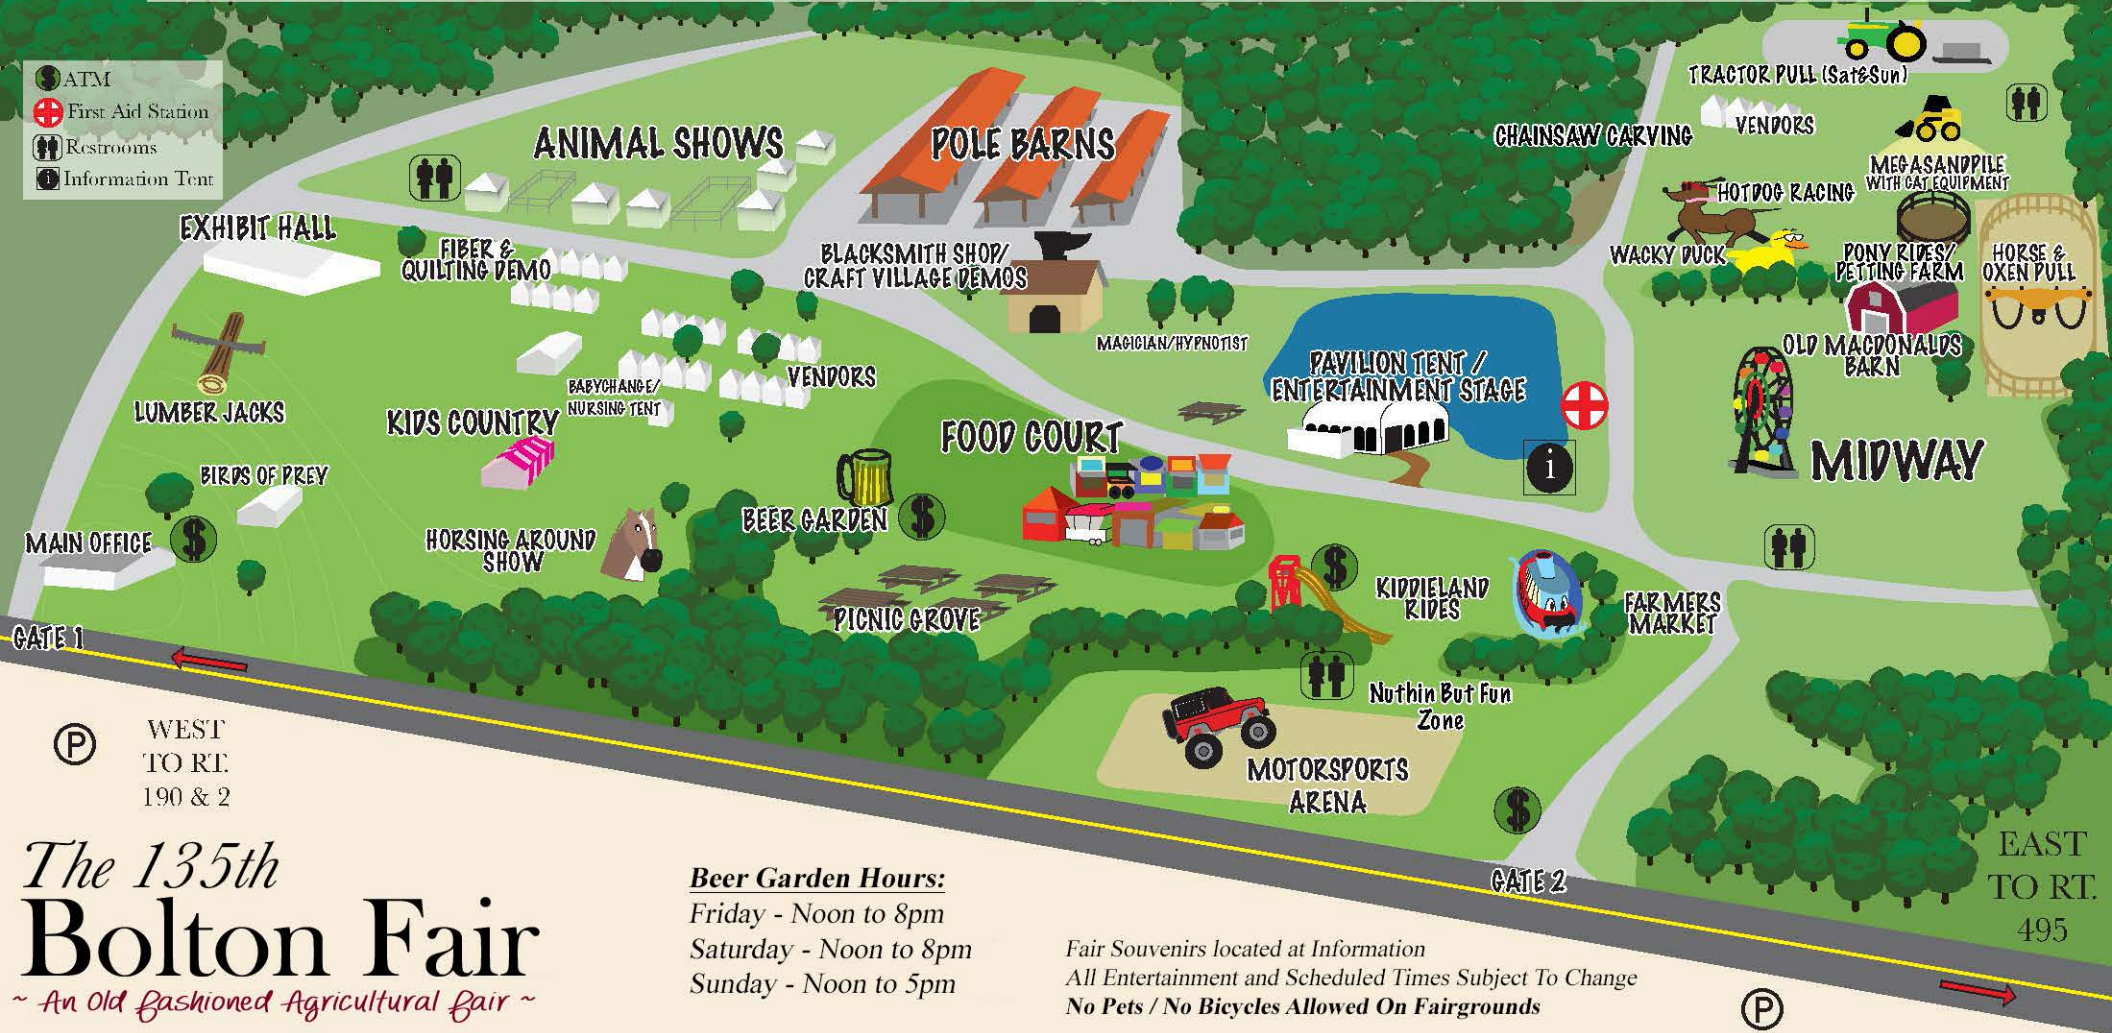 ATM
First Aid Station
Restrooms
Information Tent
TRACTOR PULL (Sat&Sun)
VENDORS
CHAINSAW CARVING
MEGASANDPILE
WITH CAT EQUIPMENT
HOTDOG RACING
WACKY DUCK
PONY RIDES/
PETTING FARM
HORSE &
OXEN PULL
OLD MACDONALDS
BARN
MIDWAY
ANIMAL SHOWS
POLE BARNS
EXHIBIT HALL
FIBER &
QUILTING DEMO
BLACKSMITH SHOP/
CRAFT VILLAGE DEMOS
MAGICIAN/HYPNOTIST
PAVILION TENT /
ENTERTAINMENT STAGE
i
VENDORS
BABYCHANGE/
NURSING TENT
LUMBER JACKS
KIDS COUNTRY
FOOD COURT
BIRDS OF PREY
MAIN OFFICE
$
HORSING AROUND
SHOW
BEER GARDEN
$
PICNIC GROVE
$
KIDDIELAND
RIDES
FARMERS
MARKET
Nuthin But Fun
Zone
MOTORSPORTS
ARENA
$
GATE 1
GATE 2
P
WEST
TO RT.
190 & 2
EAST
TO RT.
495
The 135th
Bolton Fair
~ An Old Fashioned Agricultural Fair ~
Beer Garden Hours:
Friday - Noon to 8pm
Saturday - Noon to 8pm
Sunday - Noon to 5pm
Fair Souvenirs located at Information
All Entertainment and Scheduled Times Subject To Change
No Pets / No Bicycles Allowed On Fairgrounds
P